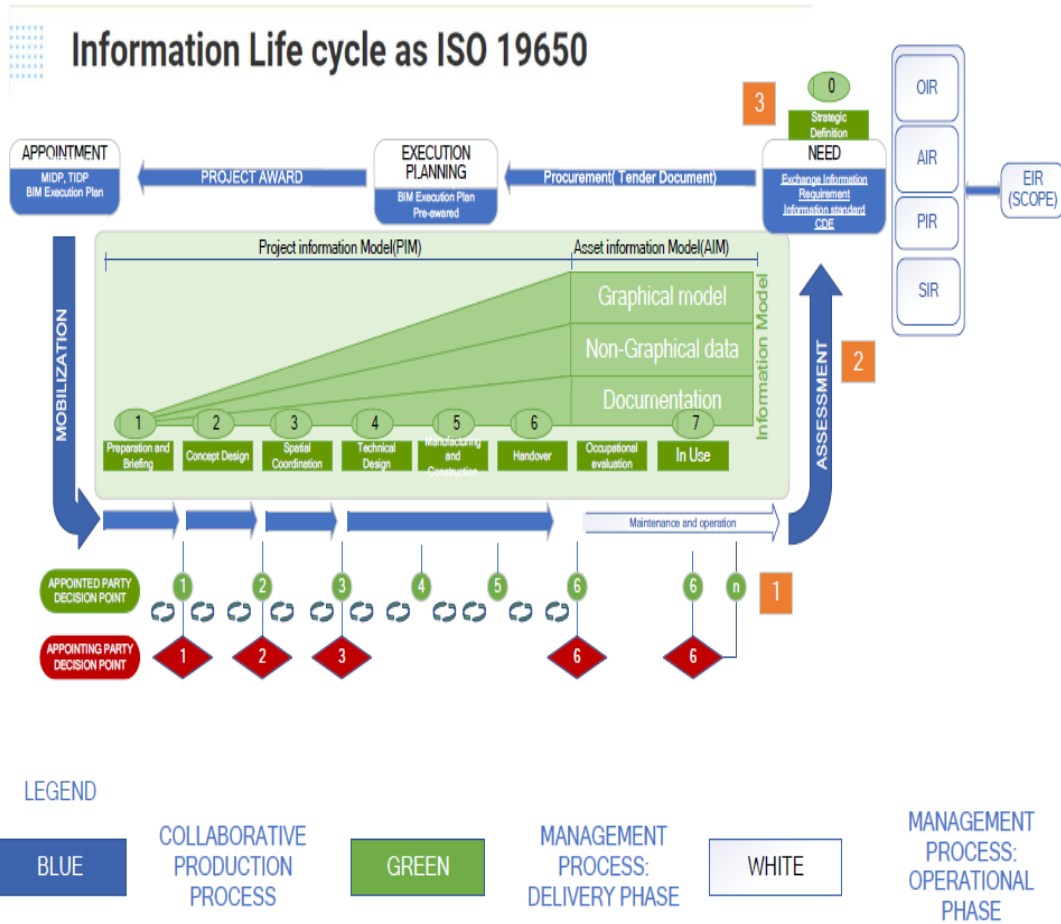 Information Life cycle as ISO 19650
3
0
Strategic
Definition
OIR
AIR
PIR
SIR
EIR
(SCOPE)
APPOINTMENT
MIDP, TIDP
BIM Execution Plan
PROJECT AWARD
EXECUTION
PLANNING
BIM Execution Plan
Pre-awared
Procurement( Tender Document)
NEED
Exchange Information
Requirement
Information standard
CDE
Project information Model(PIM)
Asset information Model(AIM)
Graphical model
Non-Graphical data
Documentation
Information Model
MOBILIZATION
ASSESSMENT
2
1
2
3
4
5
6
7
Preparation and
Briefing
Concept Design
Spatial
Coordination
Technical
Design
Manufacturing
and
Construction
Handover
Occupational
evaluation
In Use
Maintenance and operation
APPOINTED PARTY
DECISION POINT
1
2
3
4
5
6
6
n
1
APPOINTING PARTY
DECISION POINT
1
2
3
6
6
LEGEND
BLUE
COLLABORATIVE
PRODUCTION
PROCESS
GREEN
MANAGEMENT
PROCESS:
DELIVERY PHASE
WHITE
MANAGEMENT
PROCESS:
OPERATIONAL
PHASE